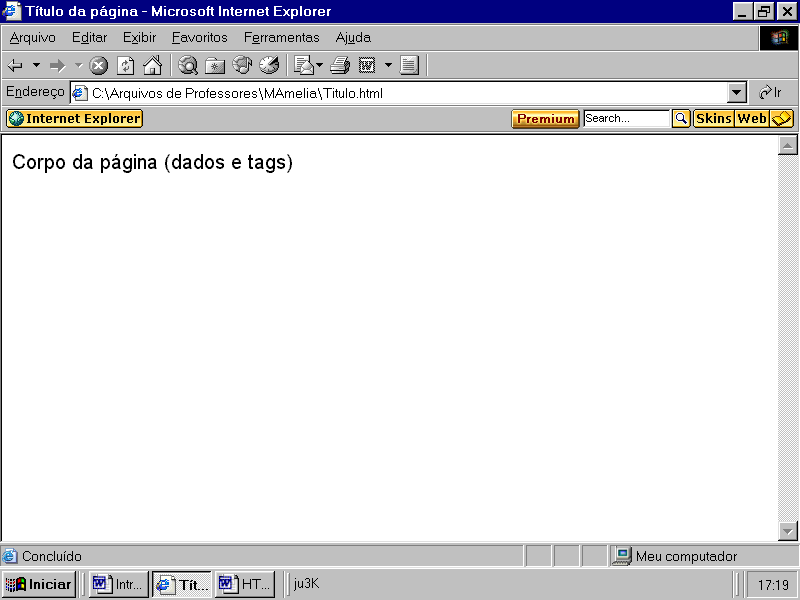 Título da página - Microsoft Internet Explorer
Arquivo Editar Exibir Favoritos Ferramentas Ajuda
Endereço C:\Arquivos de Professores\MAmelia\Titulo.html Ir
Internet Explorer Premium Search... Skins Web
Corpo da página (dados e tags)
Concluído Meu computador
Iniciar Intr... Tít... HT... ju3K 17:19